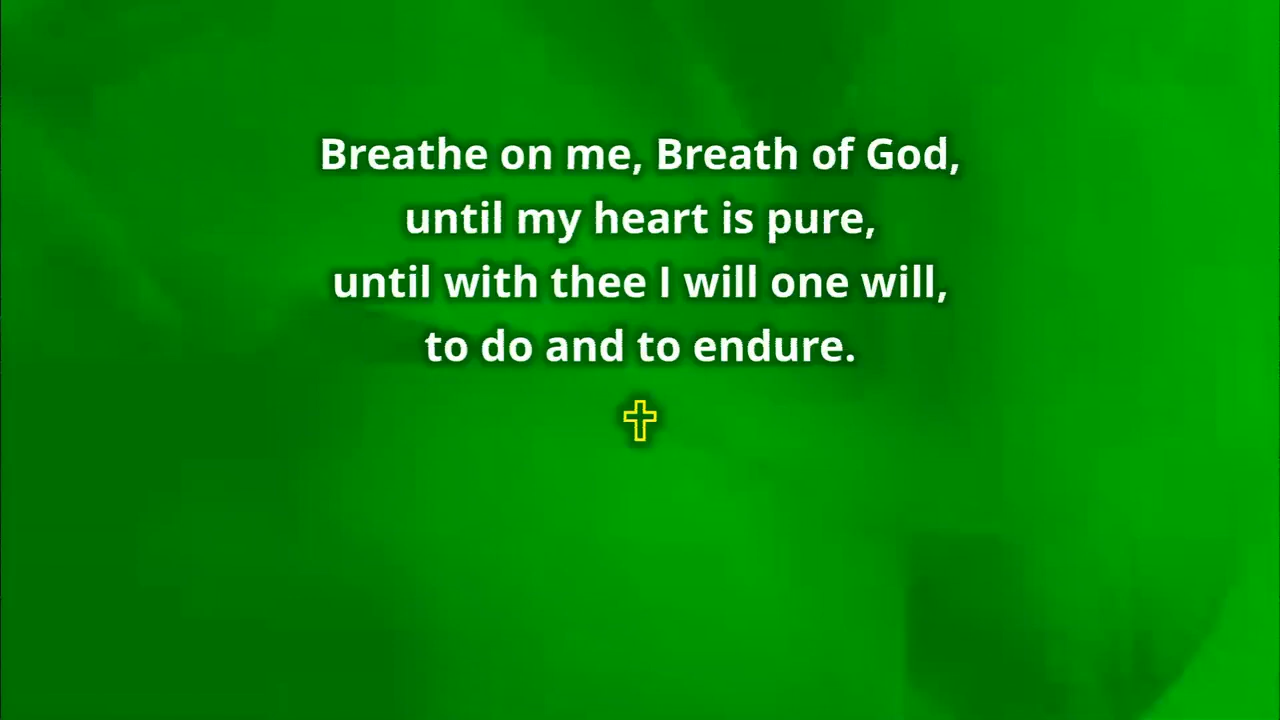 Breathe on me, Breath of God,
until my heart is pure,
until with thee I will one will,
to do and to endure.